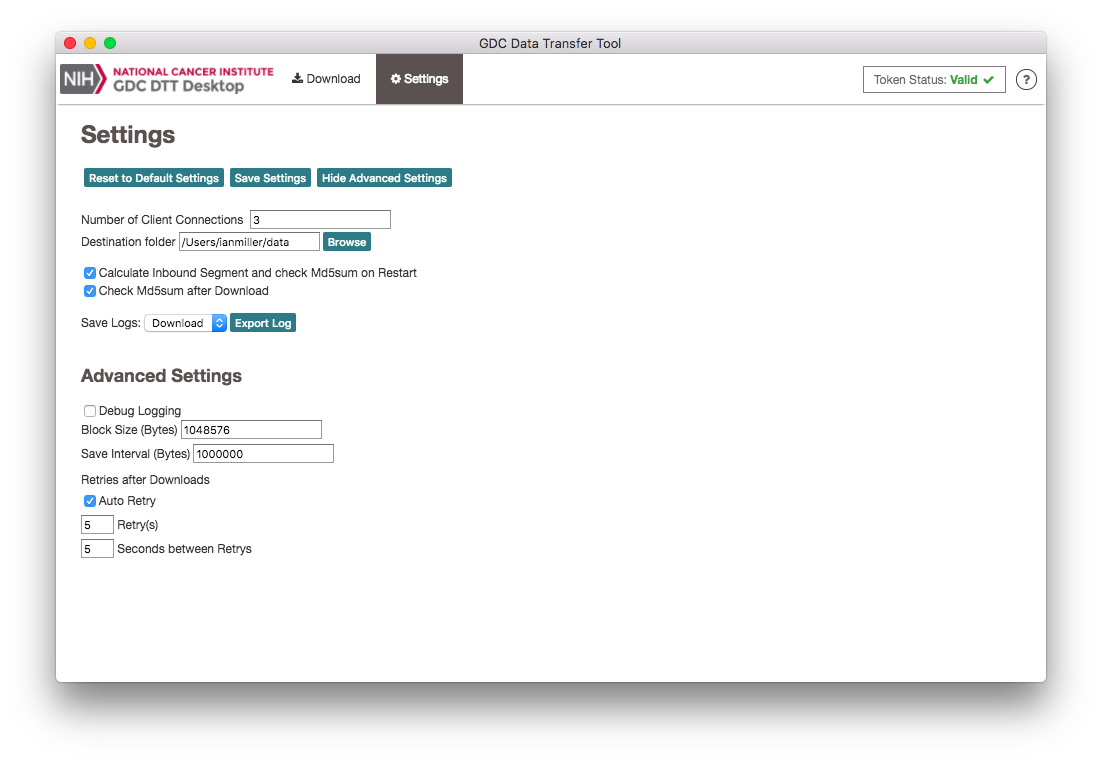 GDC Data Transfer Tool
NIH NATIONAL CANCER INSTITUTE
GDC DTT Desktop
Download
Settings
Token Status: Valid
?
Settings
Reset to Default Settings Save Settings Hide Advanced Settings
Number of Client Connections 3
Destination folder /Users/ianmiller/data Browse
Calculate Inbound Segment and check Md5sum on Restart
Check Md5sum after Download
Save Logs: Download Export Log
Advanced Settings
Debug Logging
Block Size (Bytes) 1048576
Save Interval (Bytes) 1000000
Retries after Downloads
Auto Retry
5 Retry(s)
5 Seconds between Retrys